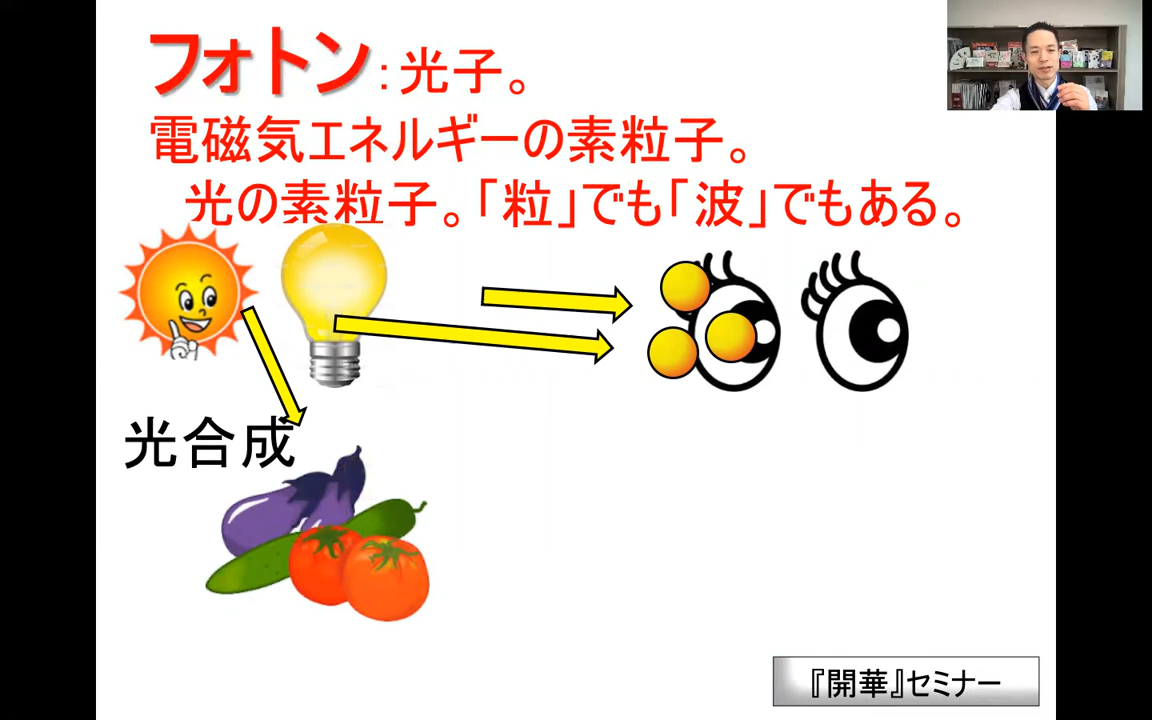 フォトン：光子。
電磁気エネルギーの素粒子。
光の素粒子。「粒」でも「波」でもある。
光合成
『開華』セミナー